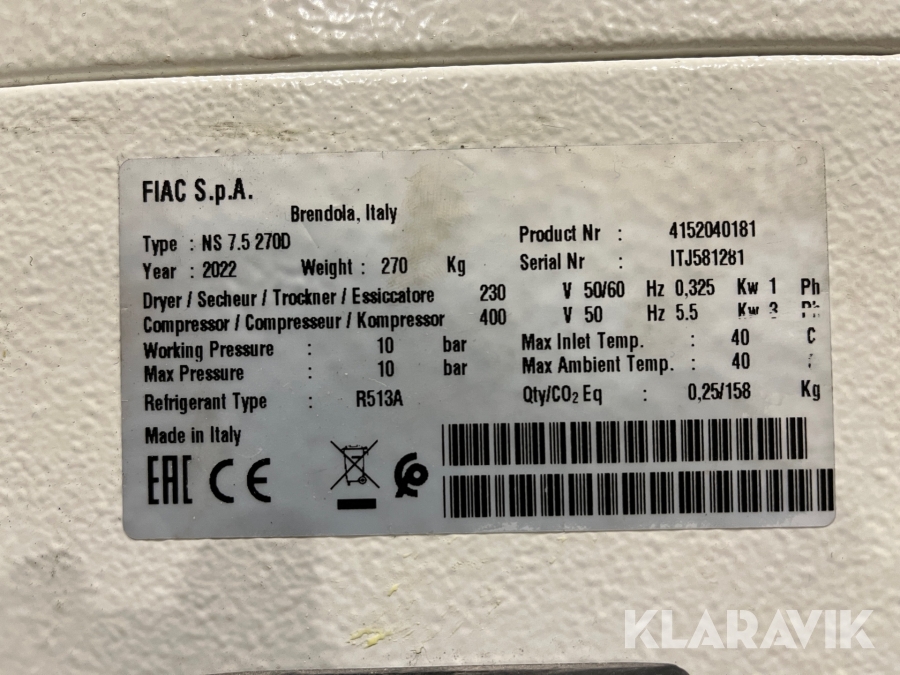 FIAC S.p.A.
Brendola, Italy
Type : NS 7.5 270D
Year : 2022 Weight : 270 Kg
Product Nr : 4152040181
Serial Nr : ITJ581281
Dryer / Secheur / Trockner / Essiccatore 230 V 50/60 Hz 0,325 Kw 1 Ph
Compressor / Compresseur / Kompressor 400 V 50 Hz 5.5 Kw 3 Ph
Working Pressure : 10 bar
Max Pressure : 10 bar
Max Inlet Temp. : 40 C
Max Ambient Temp. : 40
Refrigerant Type : R513A
Qty/CO₂ Eq : 0,25/158 Kg
Made in Italy
EAC CE
KLARAVIK